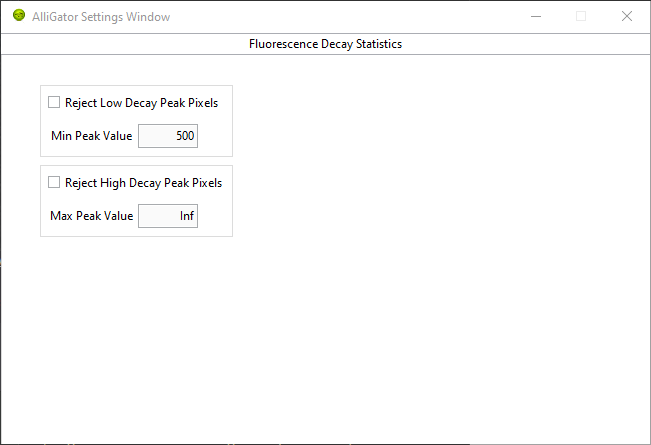 AlliGator Settings Window
Fluorescence Decay Statistics
Reject Low Decay Peak Pixels
Min Peak Value 500
Reject High Decay Peak Pixels
Max Peak Value Inf